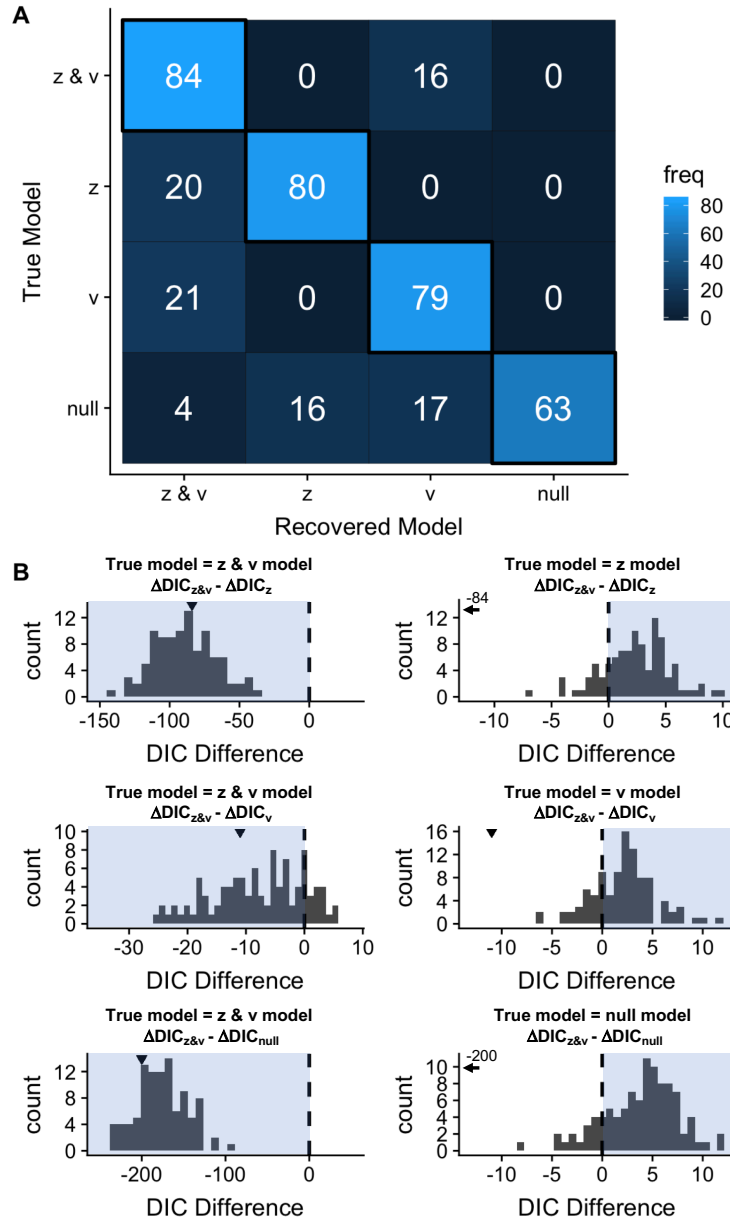 A
True Model
z & v 84 0 16 0
z 20 80 0 0
v 21 0 79 0
null 4 16 17 63
z & v z v null
Recovered Model
freq
80
60
40
20
0
B
True model = z & v model
ΔDICz&v - ΔDICz
count
12
8
4
0
-150 -100 -50 0
DIC Difference
True model = z model
ΔDICz&v - ΔDICz
-84
count
12
8
4
0
-10 -5 0 5 10
DIC Difference
True model = z & v model
ΔDICz&v - ΔDICv
count
10
8
6
4
2
0
-30 -20 -10 0 10
DIC Difference
True model = v model
ΔDICz&v - ΔDICv
count
16
12
8
4
0
-10 -5 0 5 10
DIC Difference
True model = z & v model
ΔDICz&v - ΔDICnull
count
12
8
4
0
-200 -100 0
DIC Difference
True model = null model
ΔDICz&v - ΔDICnull
-200
count
10
8
6
4
2
0
-10 -5 0 5 10
DIC Difference